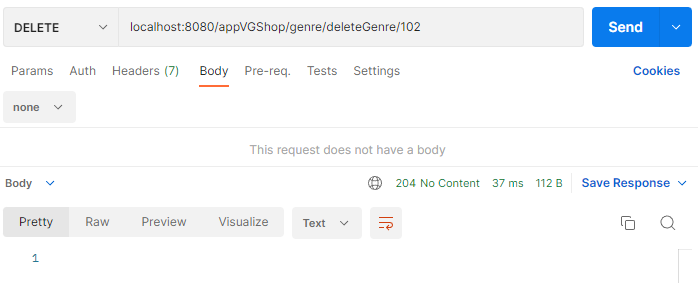 DELETE localhost:8080/appVGShop/genre/deleteGenre/102 Send
Params Auth Headers (7) Body Pre-req. Tests Settings Cookies
none
This request does not have a body
Body 204 No Content 37 ms 112 B Save Response
Pretty Raw Preview Visualize Text
1